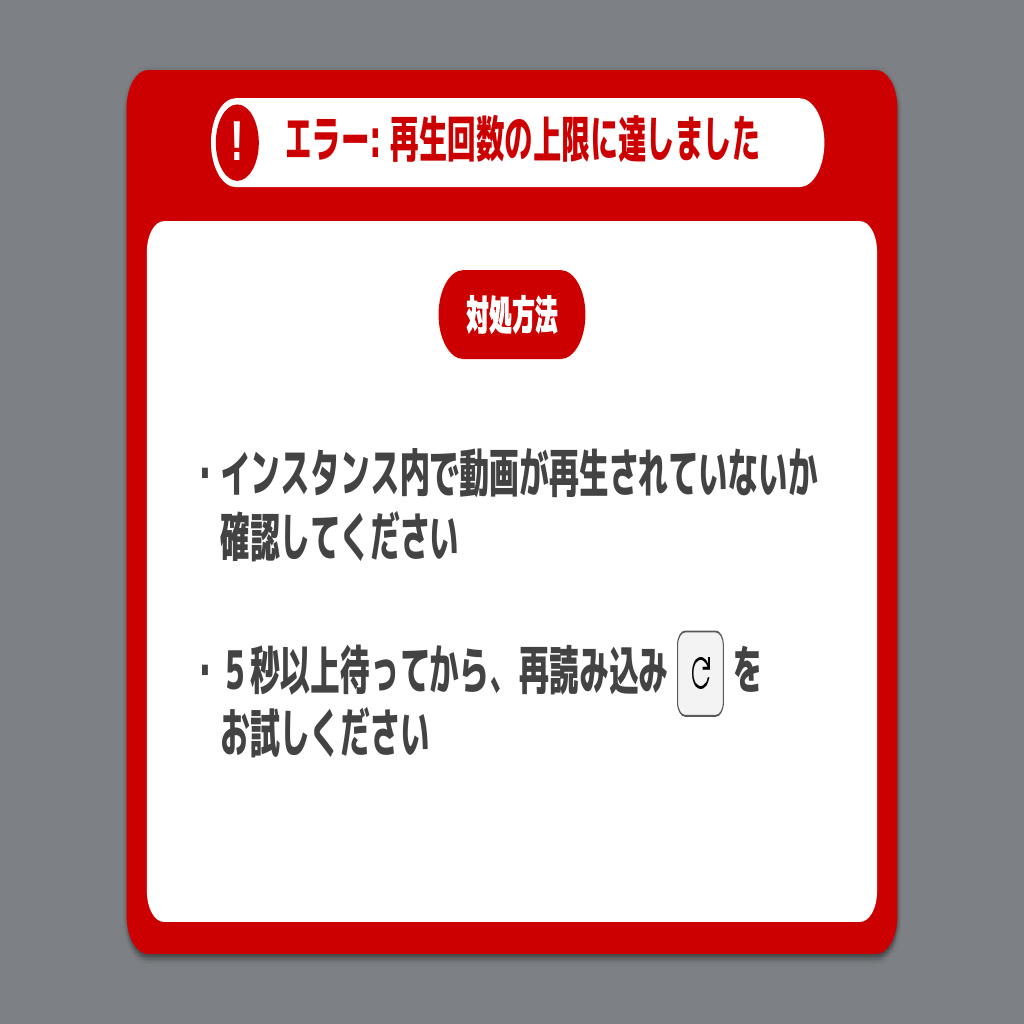 ! エラー: 再生回数の上限に達しました
対処方法
・インスタンス内で動画が再生されていないか
確認してください
・５秒以上待ってから、再読み込み を
お試しください